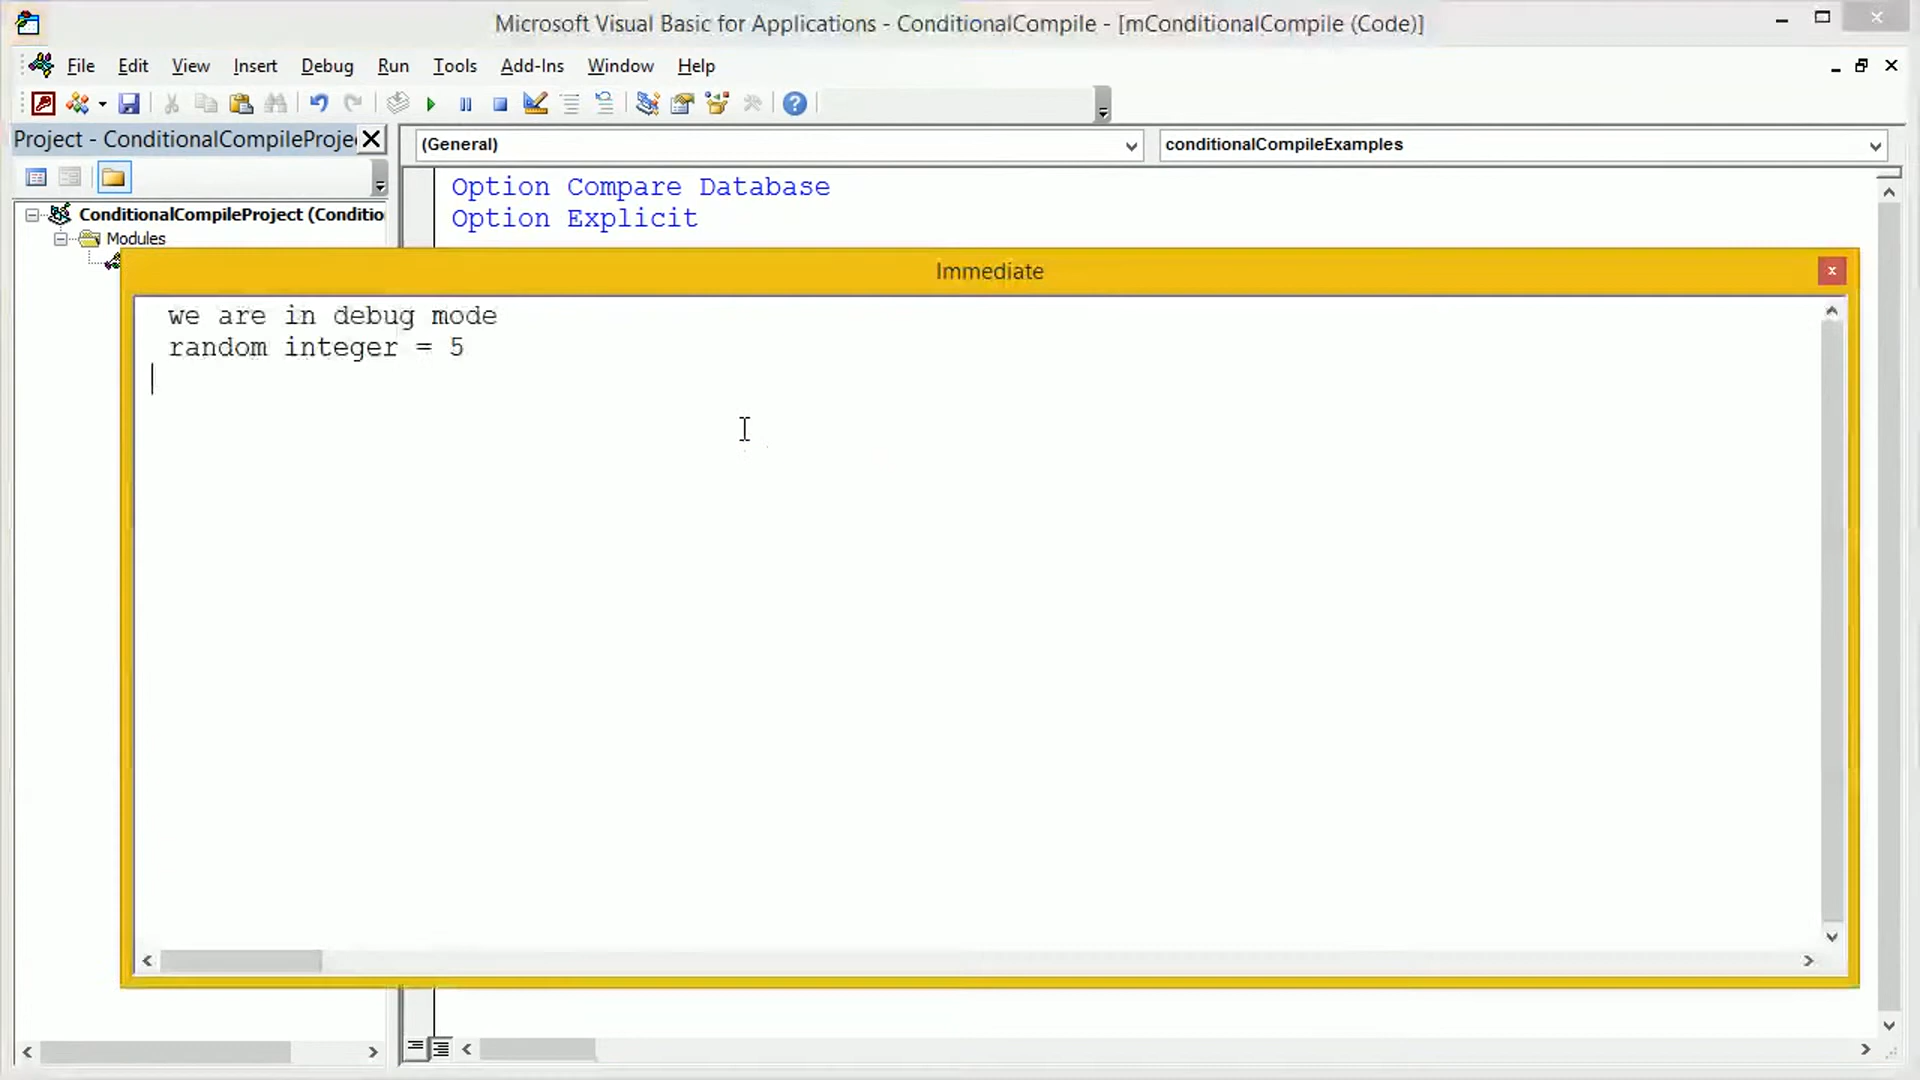 Microsoft Visual Basic for Applications - ConditionalCompile - [mConditionalCompile (Code)]
File Edit View Insert Debug Run Tools Add-Ins Window Help
Project - ConditionalCompileProje
(General)
conditionalCompileExamples
ConditionalCompileProject (Conditio
Modules
Option Compare Database
Option Explicit
Immediate
we are in debug mode
random integer = 5